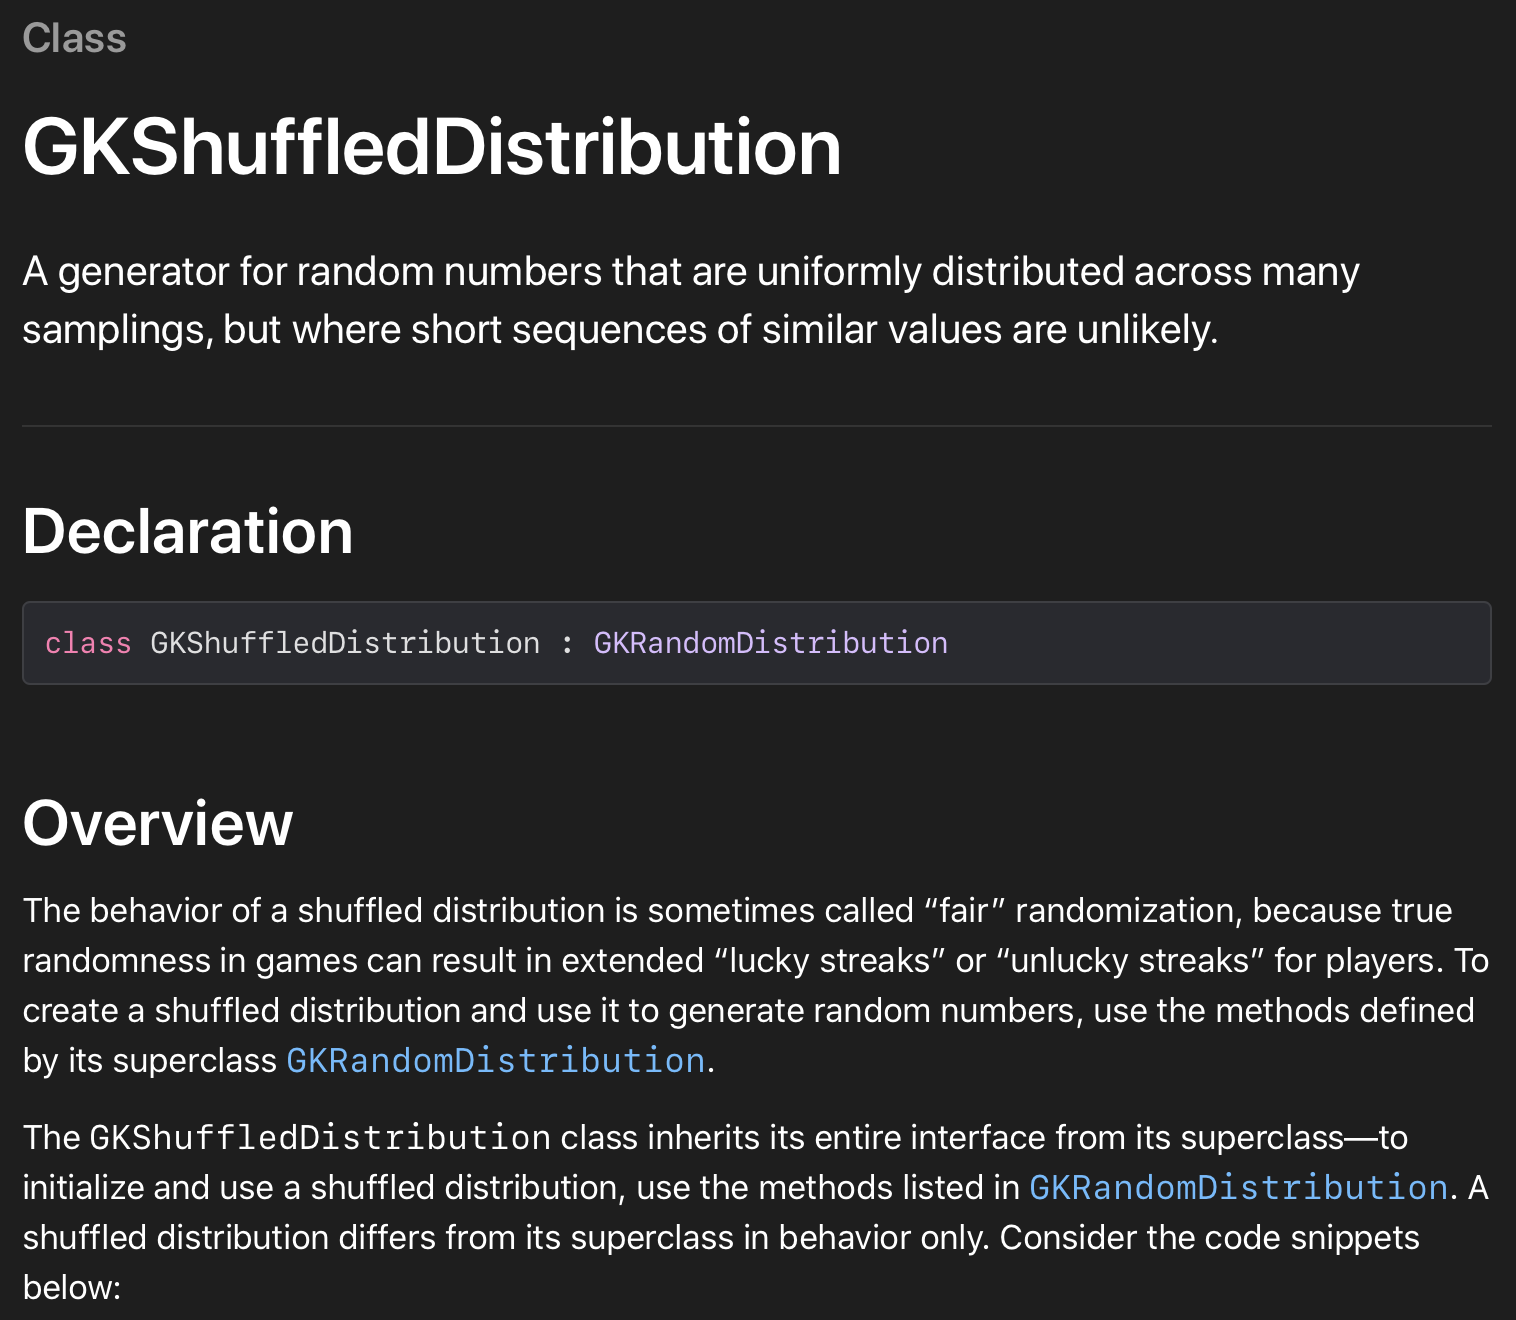 Class
GKShuffledDistribution
A generator for random numbers that are uniformly distributed across many
samplings, but where short sequences of similar values are unlikely.
Declaration
class GKShuffledDistribution : GKRandomDistribution
Overview
The behavior of a shuffled distribution is sometimes called “fair” randomization, because true
randomness in games can result in extended “lucky streaks” or “unlucky streaks” for players. To
create a shuffled distribution and use it to generate random numbers, use the methods defined
by its superclass GKRandomDistribution.
The GKShuffledDistribution class inherits its entire interface from its superclass—to
initialize and use a shuffled distribution, use the methods listed in GKRandomDistribution. A
shuffled distribution differs from its superclass in behavior only. Consider the code snippets
below: